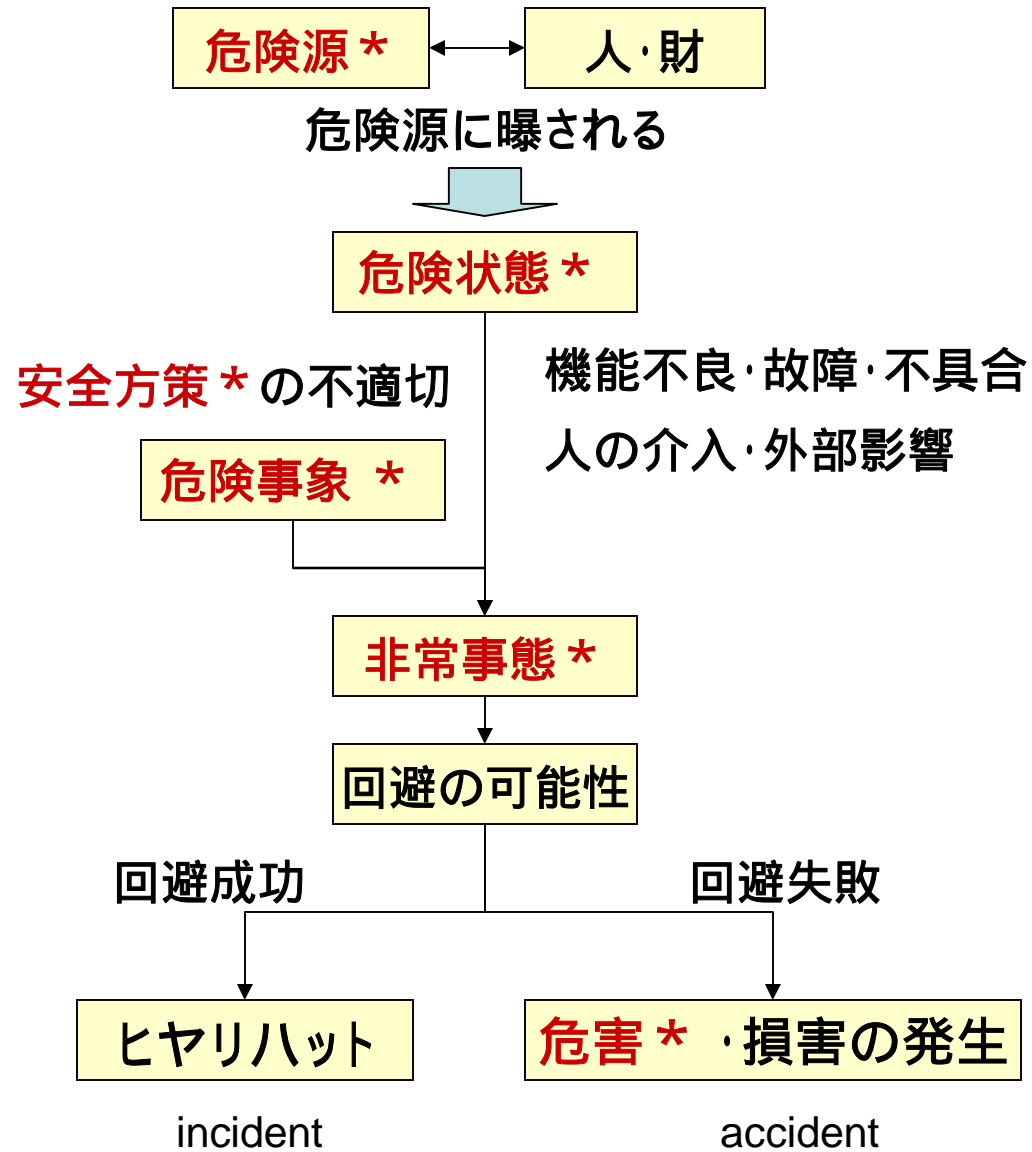 危険源* 人・財
危険源に曝される
危険状態*
機能不良・故障・不具合
安全方策*の不適切
人の介入・外部影響
危険事象 *
非常事態*
回避の可能性
回避成功 回避失敗
ヒヤリハット 危害* ・損害の発生
incident accident